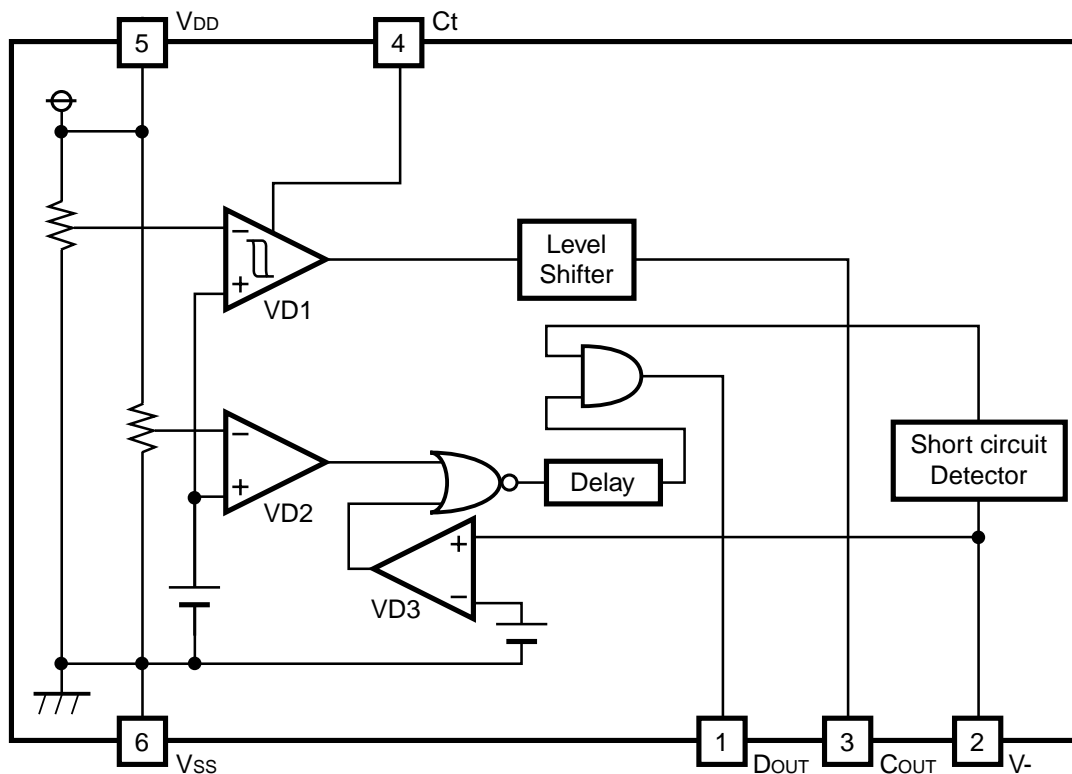 5 VDD
4 Ct
−
+
VD1
Level
Shifter
−
+
VD2
Delay
Short circuit
Detector
+
−
VD3
6
VSS
1
DOUT
3
COUT
2
V-